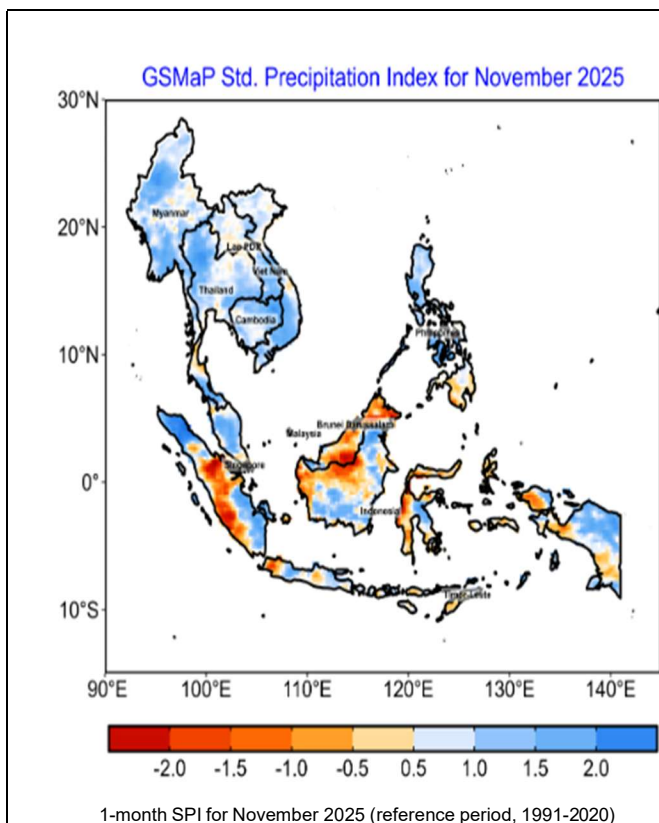 GSMaP Std. Precipitation Index for November 2025
30°N
20°N
10°N
0°
10°S
Myanmar
Lao PDR
Viet Nam
Thailand
Cambodia
Philippines
Brunei Darussalam
Malaysia
Singapore
Indonesia
Timor-Leste
90°E 100°E 110°E 120°E 130°E 140°E
-2.0 -1.5 -1.0 -0.5 0.5 1.0 1.5 2.0
1-month SPI for November 2025 (reference period, 1991-2020)